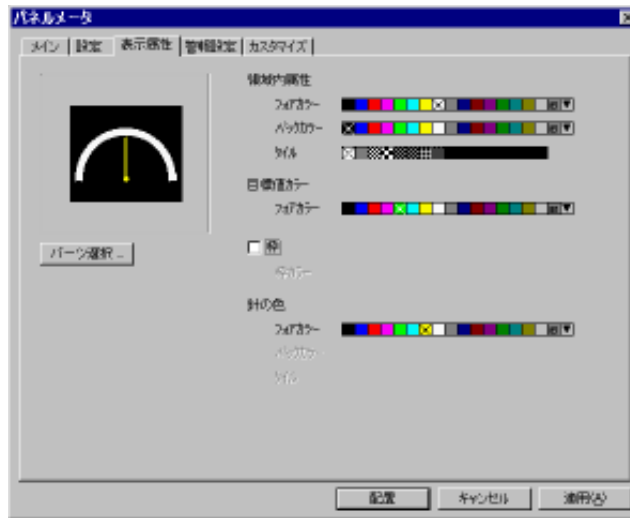 パネルメータ
メイン 設定 表示属性 警報設定 カスタマイズ
領域内属性
フォアカラー
バックカラー
タイル
目標値カラー
フォアカラー
パーツ選択...
枠
枠カラー
針の色
フォアカラー
バックカラー
タイル
配置 キャンセル 適用(A)